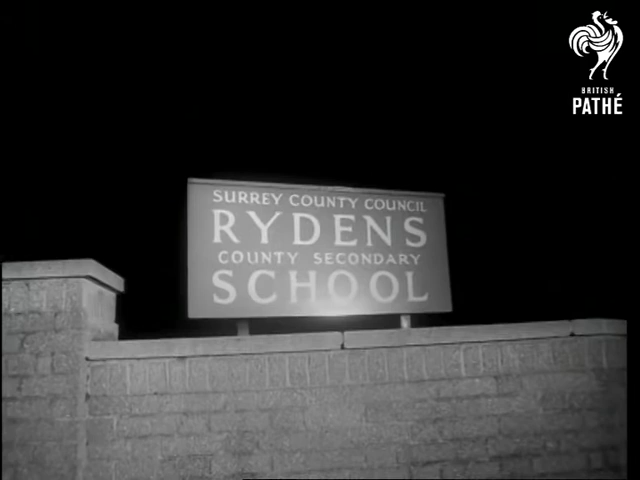 BRITISH
PATHÉ
SURREY COUNTY COUNCIL
RYDENS
COUNTY SECONDARY
SCHOOL